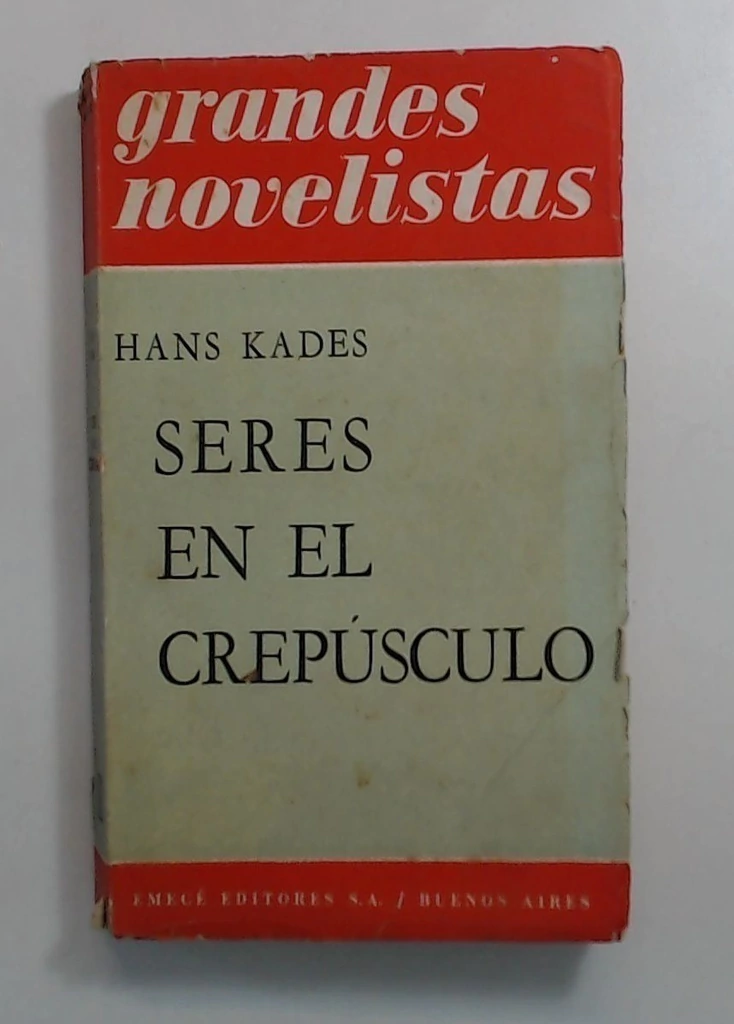 grandes
novelistas
HANS KADES
SERES
EN EL
CREPÚSCULO
EMECÉ EDITORES S.A. / BUENOS AIRES